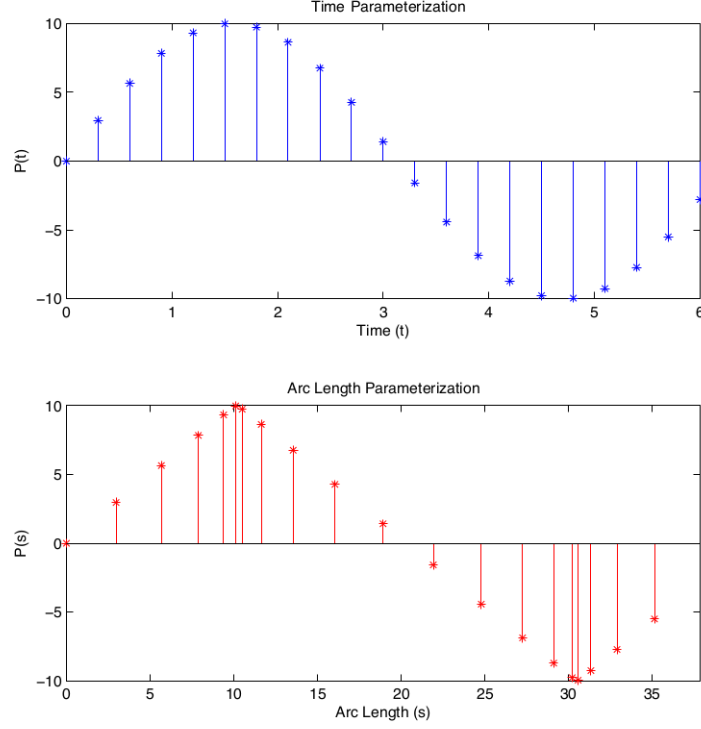 Time Parameterization
10
5
0
−5
−10
P(t)
0 1 2 3 4 5 6
Time (t)
Arc Length Parameterization
10
5
0
−5
−10
P(s)
0 5 10 15 20 25 30 35
Arc Length (s)